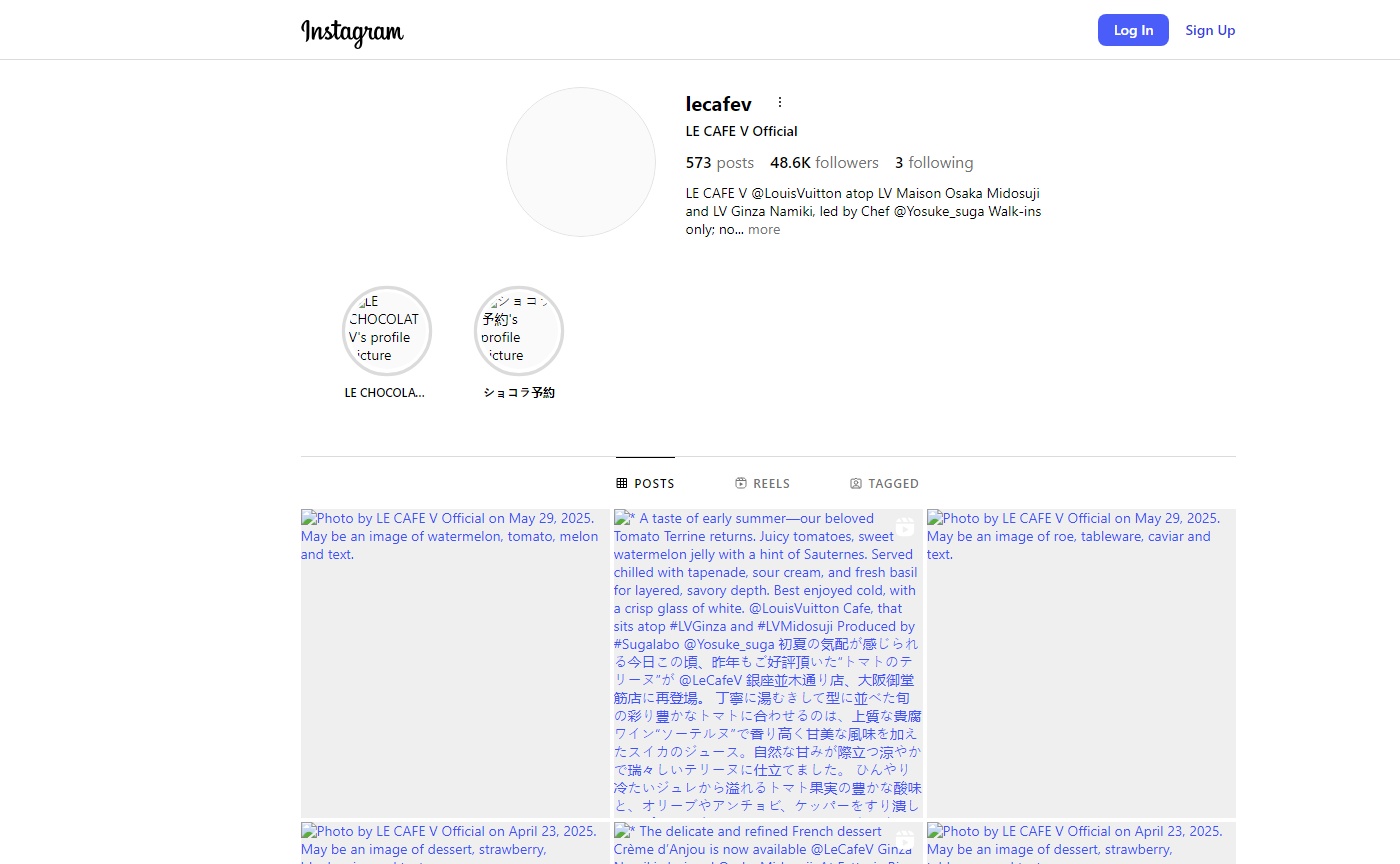 Instagram
Log In
Sign Up
lecafev
LE CAFE V Official
573 posts 48.6K followers 3 following
LE CAFE V @LouisVuitton atop LV Maison Osaka Midosuji
and LV Ginza Namiki, led by Chef @Yosuke_suga Walk-ins
only; no... more
LE
CHOCOLAT
V's profile
icture
LE CHOCOLA...
ショコラ
予約's
profile
icture
ショコラ予約
POSTS
REELS
TAGGED
Photo by LE CAFE V Official on May 29, 2025.
May be an image of watermelon, tomato, melon
and text.
* A taste of early summer—our beloved
Tomato Terrine returns. Juicy tomatoes, sweet
watermelon jelly with a hint of Sauternes. Served
chilled with tapenade, sour cream, and fresh basil
for layered, savory depth. Best enjoyed cold, with
a crisp glass of white. @LouisVuitton Cafe, that
sits atop #LVGinza and #LVMidosuji Produced by
#Sugalabo @Yosuke_suga 初夏の気配が感じられ
る今日この頃、昨年もご好評頂いた“トマトのテ
リーヌ”が @LeCafeV 銀座並木通り店、大阪御堂
筋店に再登場。 丁寧に湯むきして型に並べた旬
の彩り豊かなトマトに合わせるのは、上質な貴腐
ワイン“ソーテルヌ”で香り高く甘美な風味を加え
たスイカのジュース。自然な甘みが際立つ涼やか
で瑞々しいテリーヌに仕立てました。 ひんやり
冷たいジュレから溢れるトマト果実の豊かな酸味
と、オリーブやアンチョビ、ケッパーをすり潰し
Photo by LE CAFE V Official on May 29, 2025.
May be an image of roe, tableware, caviar and
text.
Photo by LE CAFE V Official on April 23, 2025.
May be an image of dessert, strawberry,
* The delicate and refined French dessert
Crème d'Anjou is now available @LeCafeV Ginza
Photo by LE CAFE V Official on April 23, 2025.
May be an image of dessert, strawberry,